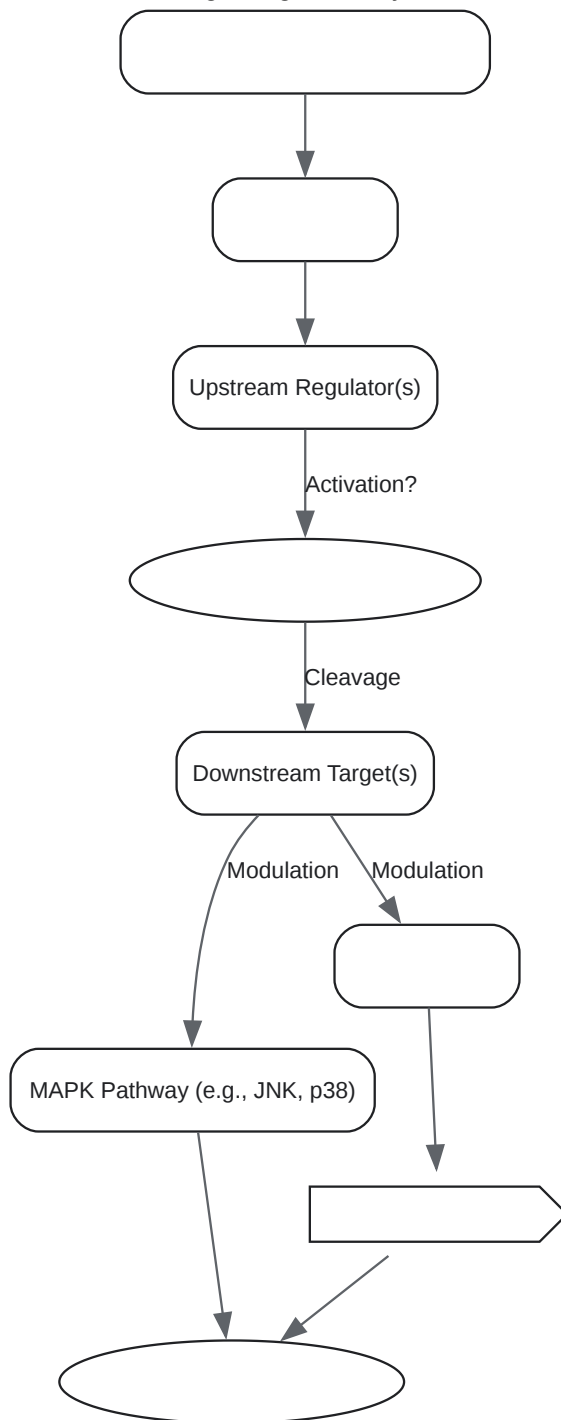 Upstream Regulator(s)
Activation?
Cleavage
Downstream Target(s)
Modulation
Modulation
MAPK Pathway (e.g., JNK, p38)